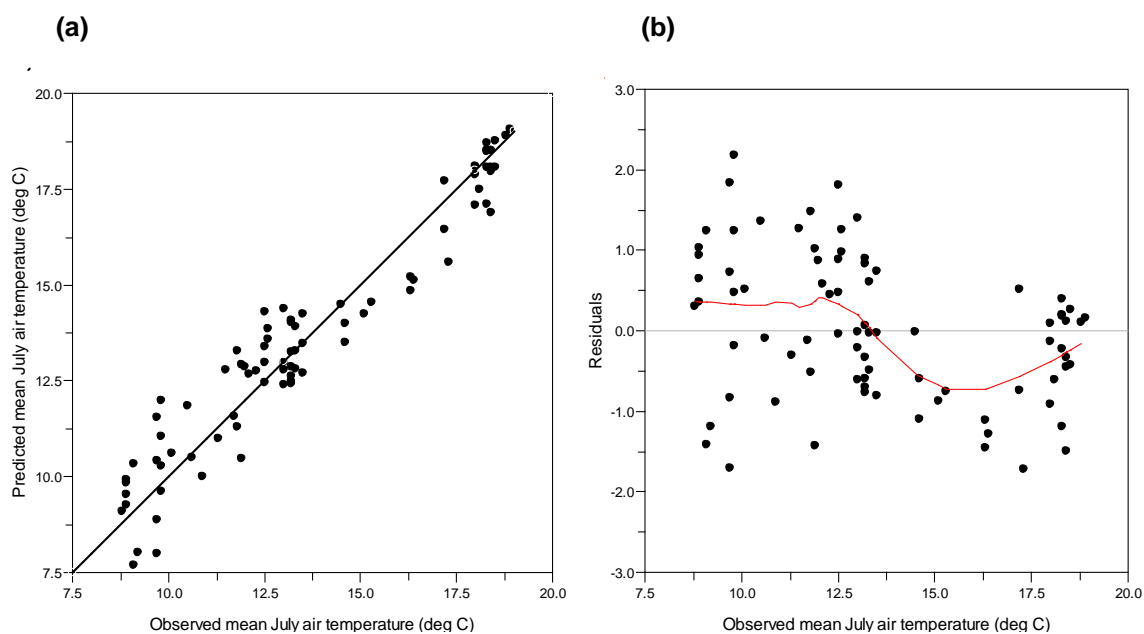 (a)
(b)
20.0
17.5
15.0
12.5
10.0
7.5
Predicted mean July air temperature (deg C)
7.5 10.0 12.5 15.0 17.5 20.0
Observed mean July air temperature (deg C)
3.0
2.0
1.0
0.0
-1.0
-2.0
-3.0
Residuals
7.5 10.0 12.5 15.0 17.5 20.0
Observed mean July air temperature (deg C)